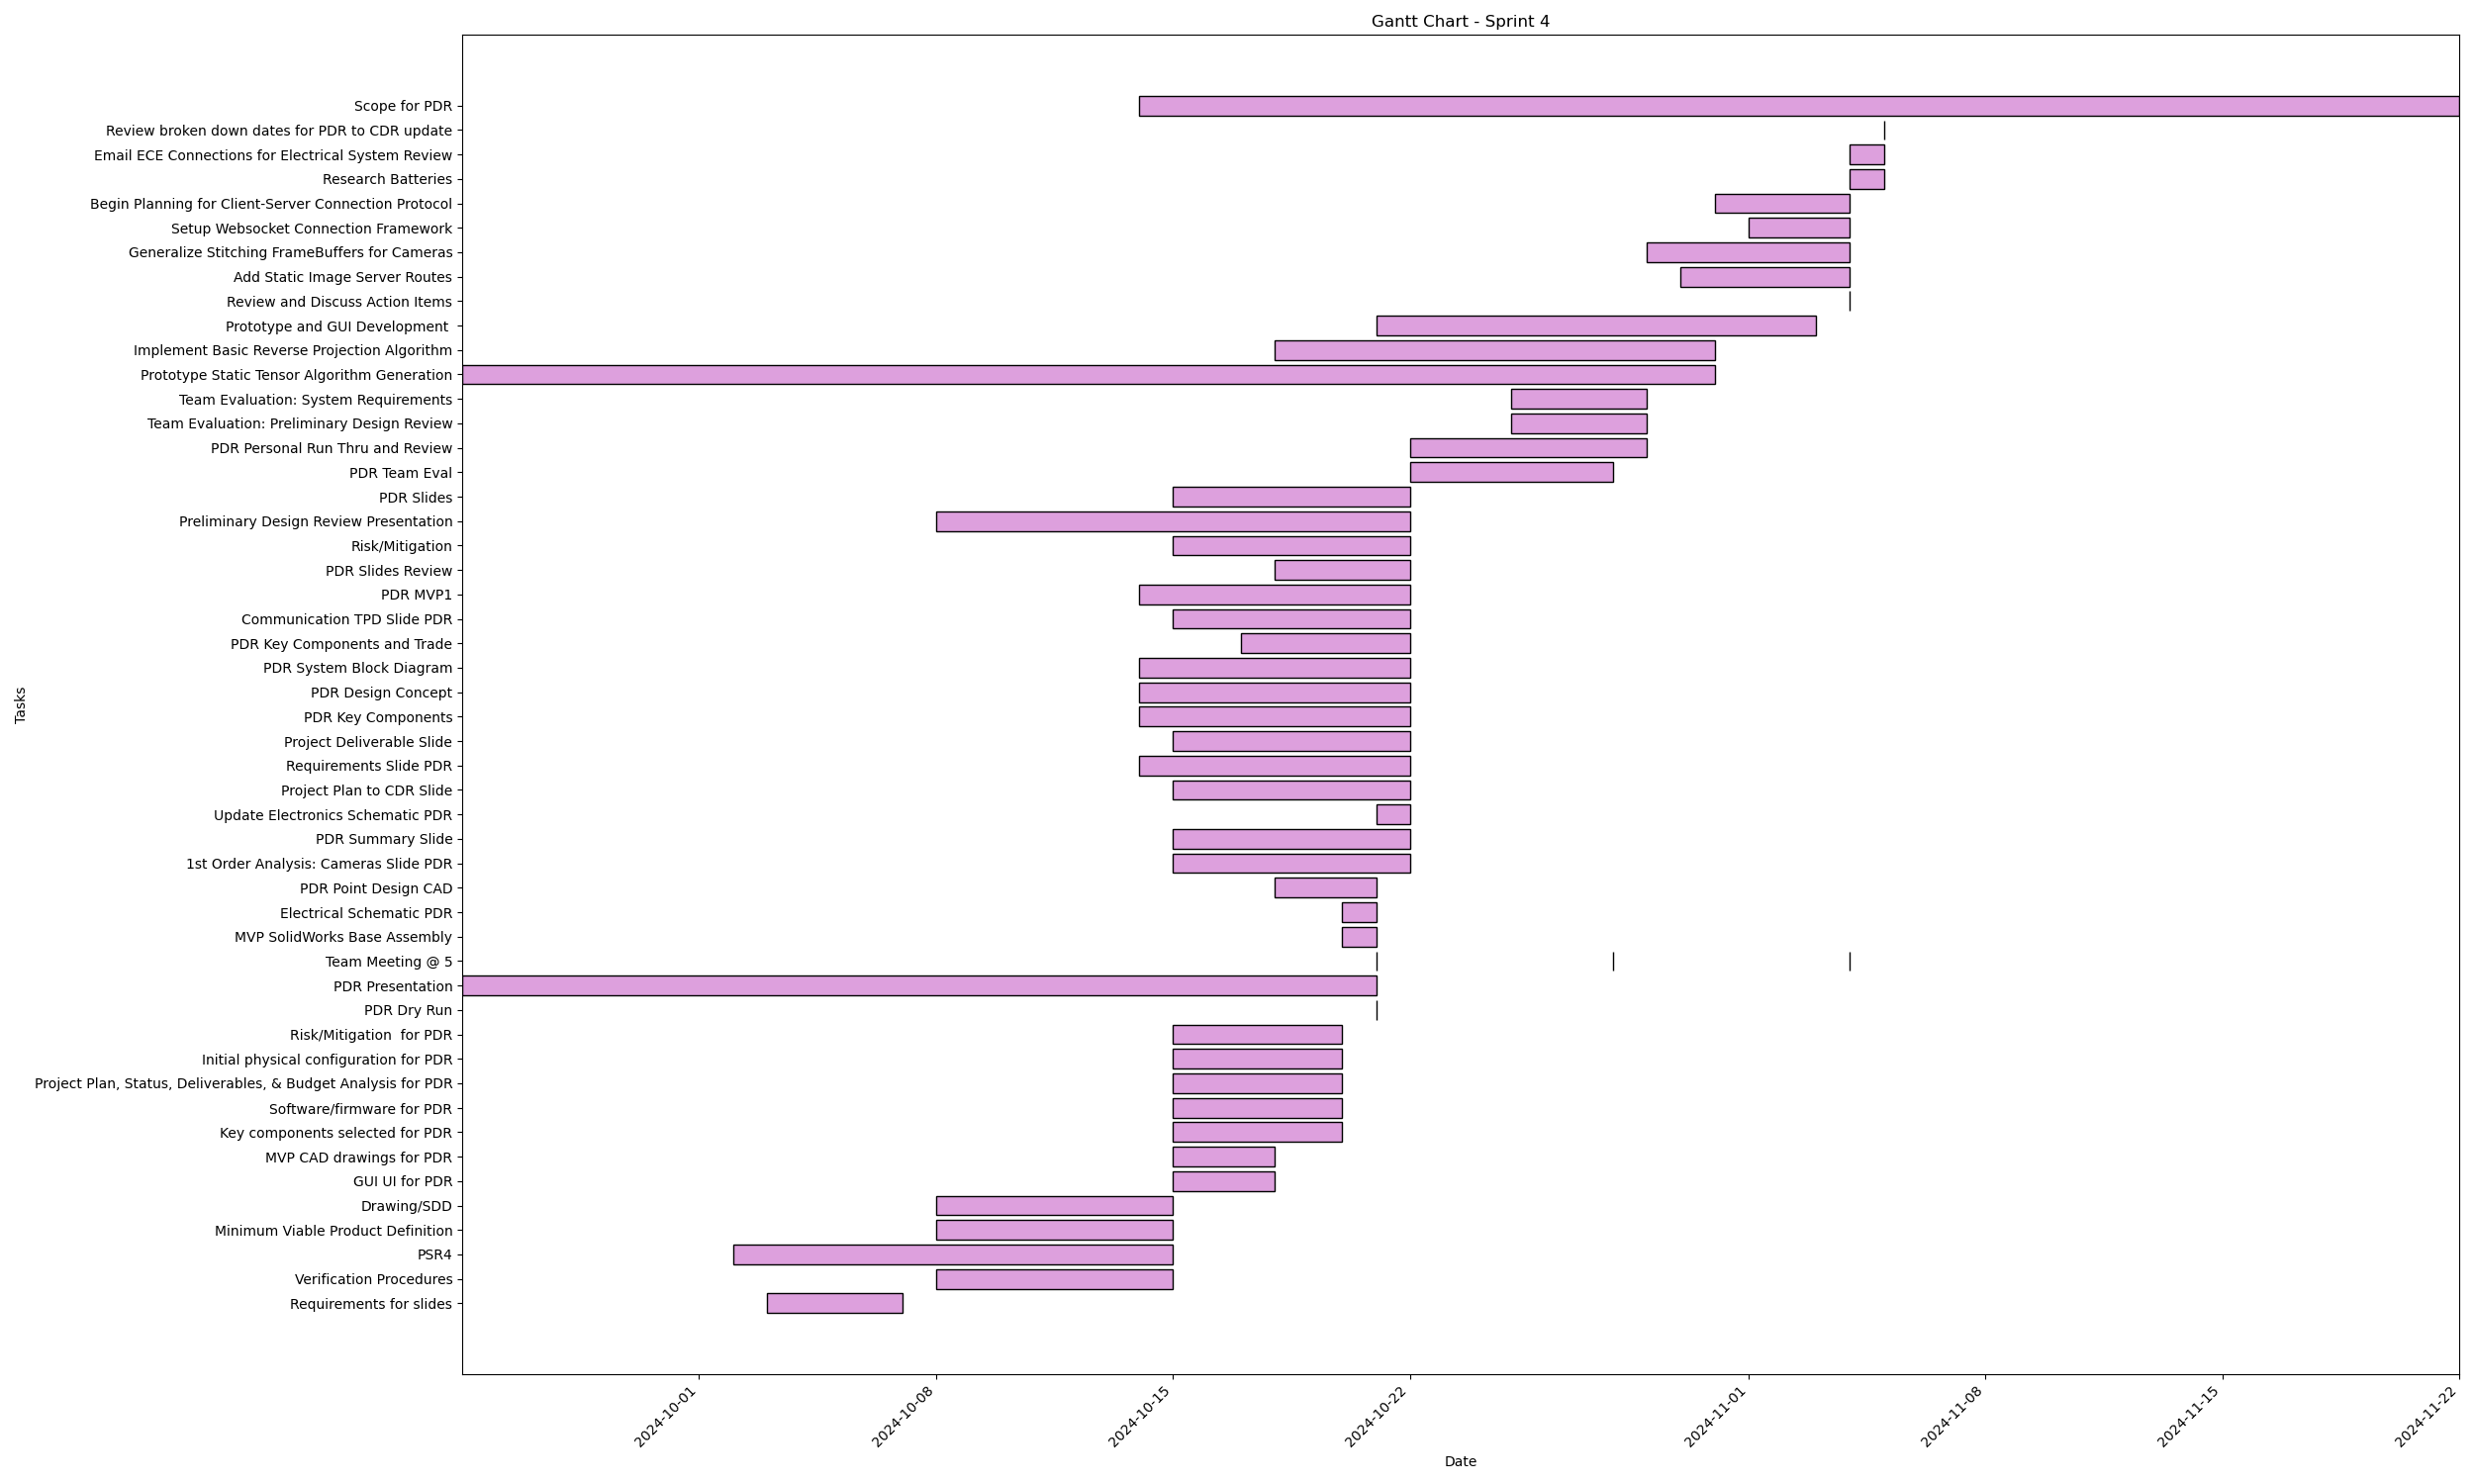 Gantt Chart - Sprint 4
Scope for PDR
Review broken down dates for PDR to CDR update
Email ECE Connections for Electrical System Review
Research Batteries
Begin Planning for Client-Server Connection Protocol
Setup Websocket Connection Framework
Generalize Stitching FrameBuffers for Cameras
Add Static Image Server Routes
Review and Discuss Action Items
Prototype and GUI Development
Implement Basic Reverse Projection Algorithm
Prototype Static Tensor Algorithm Generation
Team Evaluation: System Requirements
Team Evaluation: Preliminary Design Review
PDR Personal Run Thru and Review
PDR Team Eval
PDR Slides
Preliminary Design Review Presentation
Risk/Mitigation
PDR Slides Review
PDR MVP1
Communication TPD Slide PDR
PDR Key Components and Trade
PDR System Block Diagram
PDR Design Concept
PDR Key Components
Project Deliverable Slide
Requirements Slide PDR
Project Plan to CDR Slide
Update Electronics Schematic PDR
PDR Summary Slide
1st Order Analysis: Cameras Slide PDR
PDR Point Design CAD
Electrical Schematic PDR
MVP SolidWorks Base Assembly
Team Meeting @ 5
PDR Presentation
PDR Dry Run
Risk/Mitigation  for PDR
Initial physical configuration for PDR
Project Plan, Status, Deliverables, & Budget Analysis for PDR
Software/firmware for PDR
Key components selected for PDR
MVP CAD drawings for PDR
GUI UI for PDR
Drawing/SDD
Minimum Viable Product Definition
PSR4
Verification Procedures
Requirements for slides
Tasks
2024-10-01
2024-10-08
2024-10-15
2024-10-22
2024-11-01
2024-11-08
2024-11-15
2024-11-22
Date